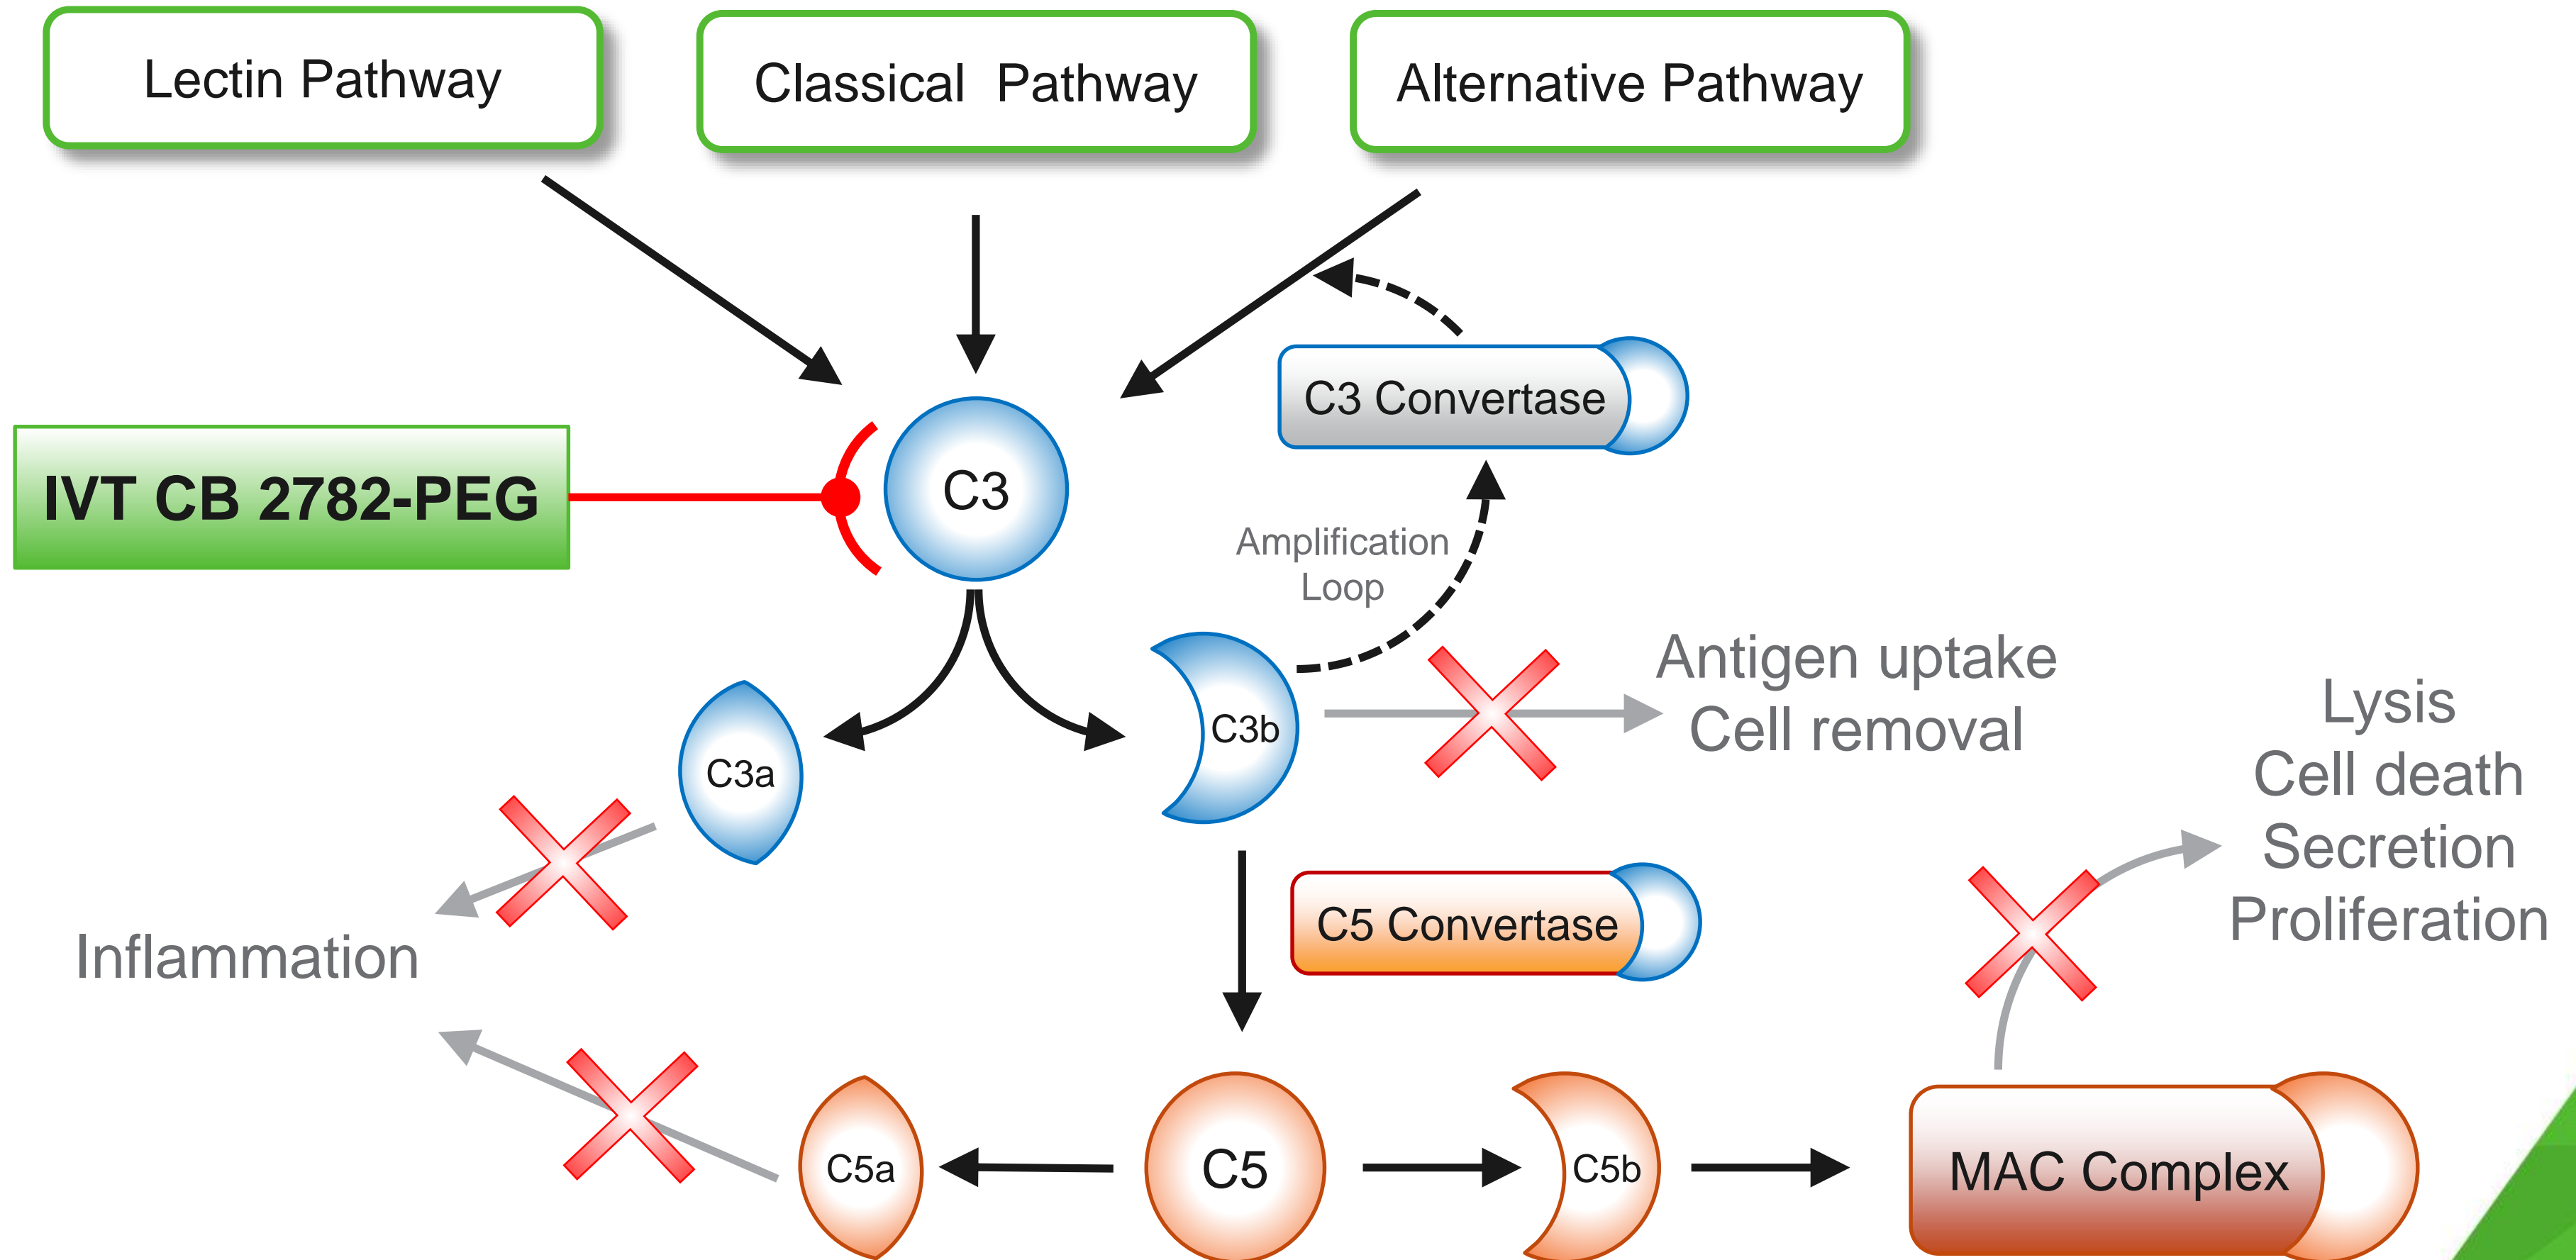 Lectin Pathway
Classical Pathway
Alternative Pathway
C3 Convertase
IVT CB 2782-PEG
C3
Amplification
Loop
Antigen uptake
Cell removal
C3b
C3a
Lysis
Cell death
Secretion
Proliferation
C5 Convertase
Inflammation
C5a
C5
C5b
MAC Complex